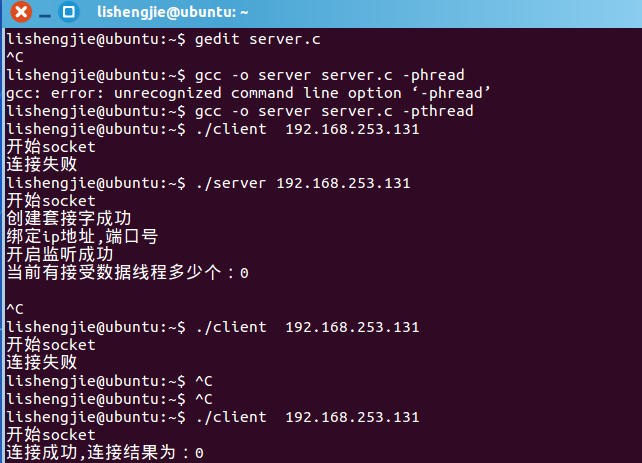 lishengjie@ubuntu: ~
lishengjie@ubuntu:~$ gedit server.c
^C
lishengjie@ubuntu:~$ gcc -o server server.c -phread
gcc: error: unrecognized command line option ‘-phread’
lishengjie@ubuntu:~$ gcc -o server server.c -pthread
lishengjie@ubuntu:~$ ./client  192.168.253.131
开始socket
连接失败
lishengjie@ubuntu:~$ ./server 192.168.253.131
开始socket
创建套接字成功
绑定ip地址,端口号
开启监听成功
当前有接受数据线程多少个：0
^C
lishengjie@ubuntu:~$ ./client  192.168.253.131
开始socket
连接失败
lishengjie@ubuntu:~$ ^C
lishengjie@ubuntu:~$ ^C
lishengjie@ubuntu:~$ ./client  192.168.253.131
开始socket
连接成功,连接结果为：0